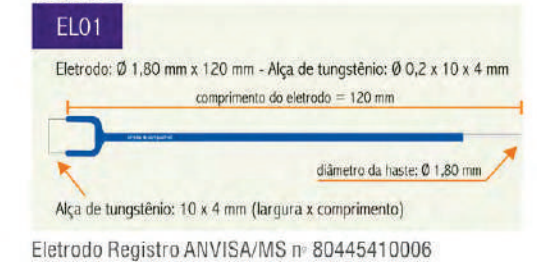 EL01
Eletrodo: Ø 1,80 mm x 120 mm - Alça de tungstênio: Ø 0,2 x 10 x 4 mm
comprimento do eletrodo = 120 mm
diâmetro da haste: Ø 1,80 mm
Alça de tungstênio: 10 x 4 mm (largura x comprimento)
Eletrodo Registro ANVISA/MS nº 80445410006